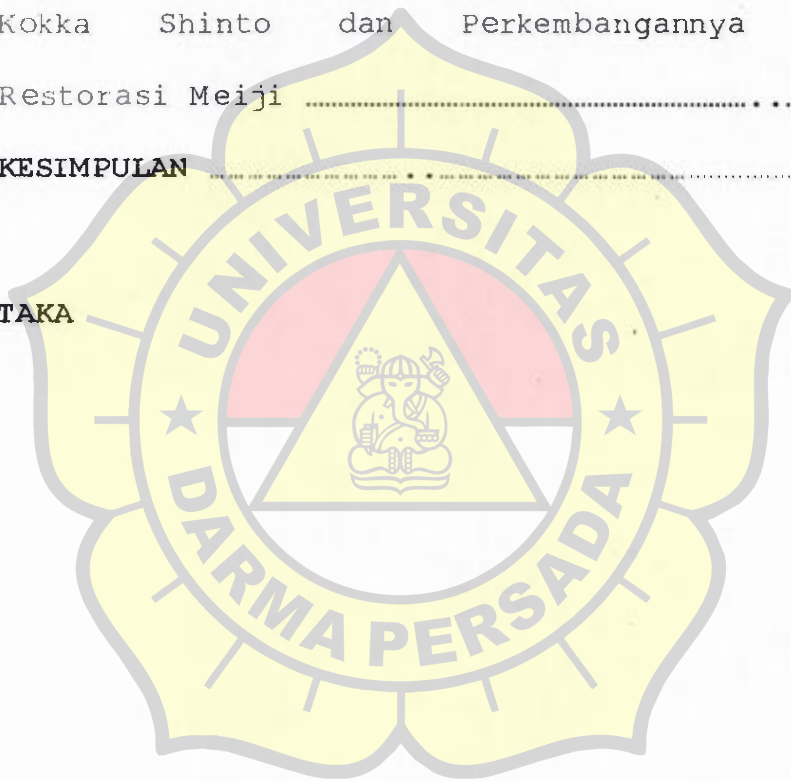 Kokka Shinto dan Perkembangannya
Restorasi Meiji ..........
KESIMPULAN ..........
UNIVERSITAS
TAKA
DARMA PERSADA